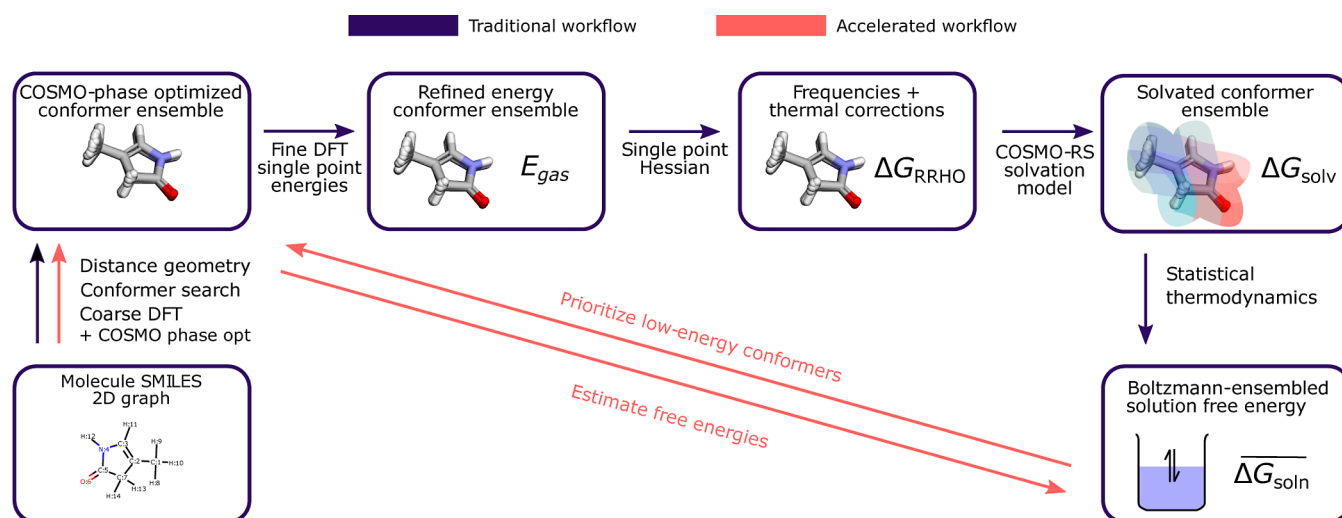 Traditional workflow
Accelerated workflow
COSMO-phase optimized
conformer ensemble
Fine DFT
single point
energies
Refined energy
conformer ensemble
E_gas
Single point
Hessian
Frequencies +
thermal corrections
ΔG_RRHO
COSMO-RS
solvation
model
Solvated conformer
ensemble
ΔG_solv
Distance geometry
Conformer search
Coarse DFT
+ COSMO phase opt
Prioritize low-energy conformers
Estimate free energies
Statistical
thermodynamics
Molecule SMILES
2D graph
H:11
H:12
N:4
C:3
H:9
C:2
C:1
H:10
C:5
C:7
O:6
H:13
H:8
H:14
Boltzmann-ensembled
solution free energy
ΔG_soln